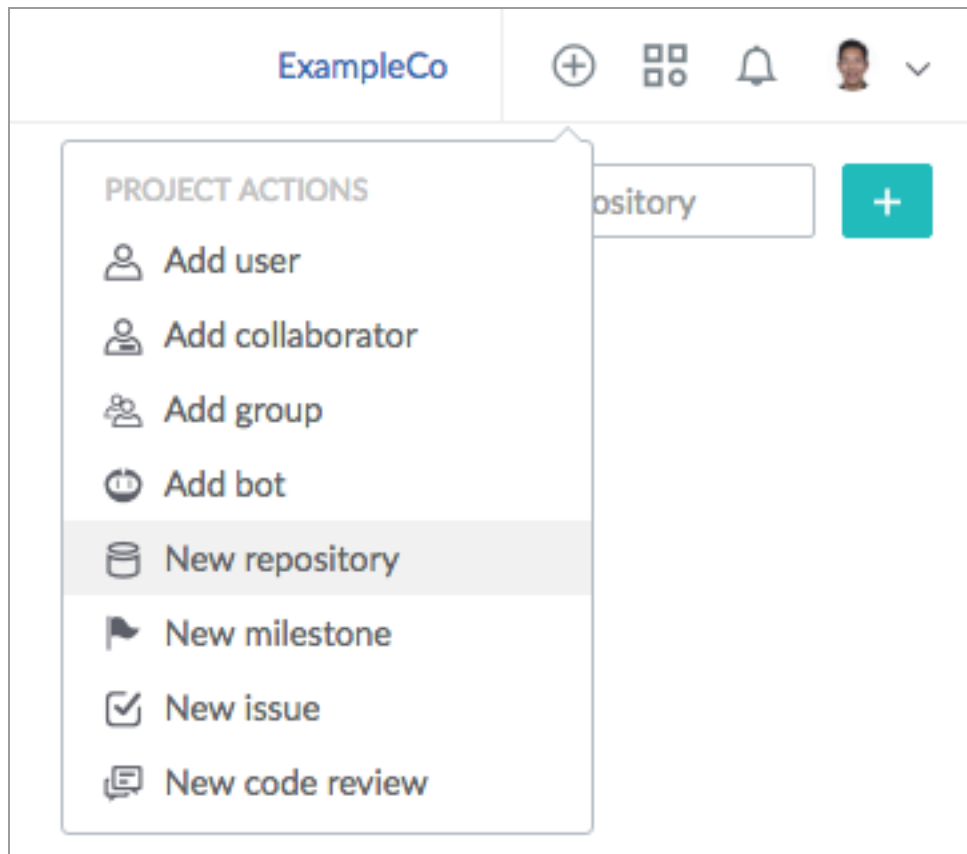 ExampleCo
PROJECT ACTIONS
ository
Add user
Add collaborator
Add group
Add bot
New repository
New milestone
New issue
New code review